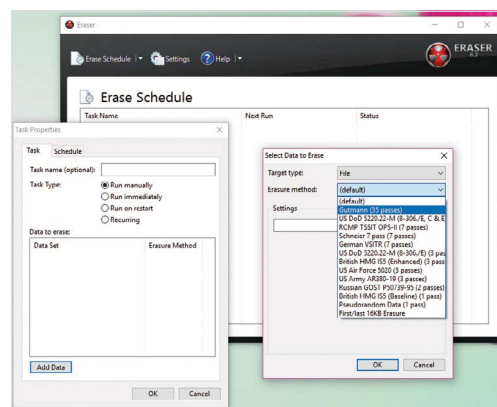 Eraser
Erase Schedule
Settings
Help
ERASER
6.2
Erase Schedule
Task Name
Next Run
Status
Task Properties
Task
Schedule
Task name (optional):
Task Type:
Run manually
Run immediately
Run on restart
Recurring
Data to erase:
Data Set
Erasure Method
Add Data
OK
Cancel
Select Data to Erase
Target type:
File
Erasure method:
(default)
Settings
(default)
Gutmann (35 passes)
US DoD 5220.22-M (8-306./E, C & E
RCMP TSSIT OPS-II (7 passes)
Schneier 7 pass (7 passes)
German VSITR (7 passes)
US DoD 5220.22-M (8-306./E) (3 pas
British HMG IS5 (Enhanced) (3 pass
US Air Force 5020 (3 passes)
US Army AR380-19 (3 passes)
Russian GOST P50739-95 (2 passes)
British HMG IS5 (Baseline) (1 pass)
Pseudorandom Data (1 pass)
First/last 16KB Erasure
OK
Cancel